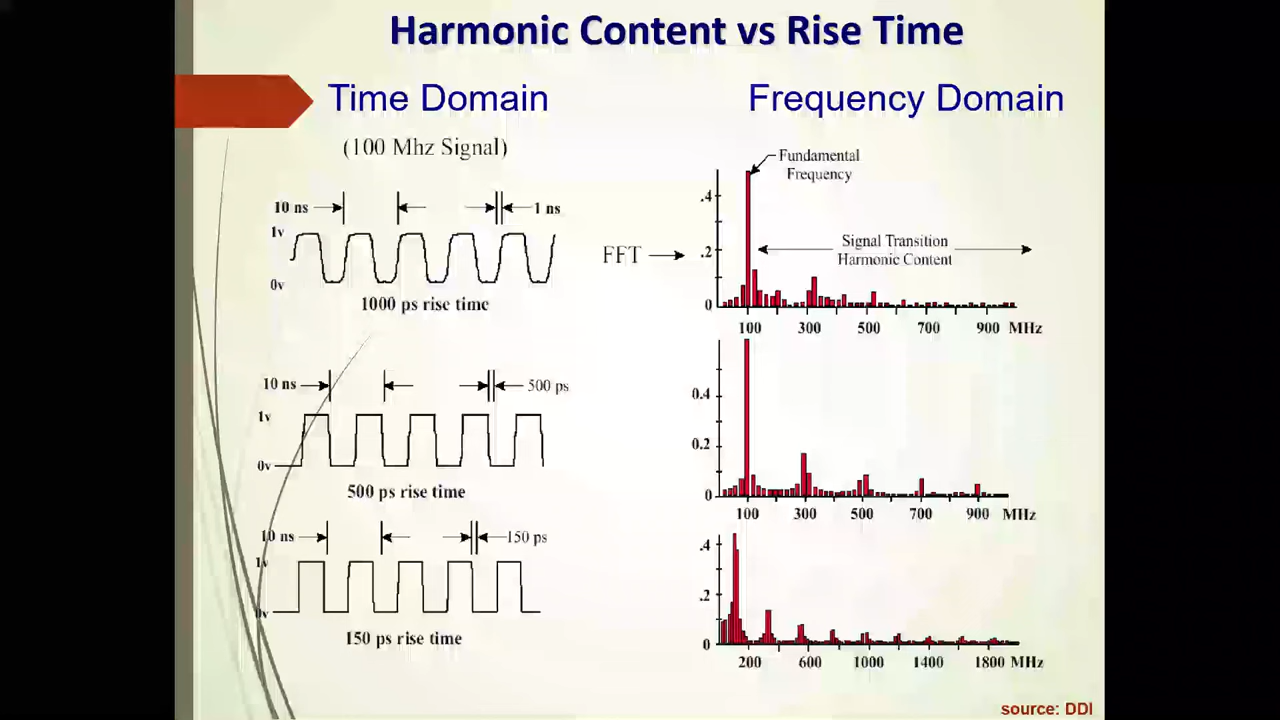 Harmonic Content vs Rise Time
Time Domain
Frequency Domain
(100 Mhz Signal)
10 ns
1 ns
1v
0v
1000 ps rise time
FFT
Fundamental
Frequency
.4
Signal Transition
Harmonic Content
.2
0
100 300 500 700 900 MHz
10 ns
500 ps
1v
0v
500 ps rise time
0.4
0.2
0
100 300 500 700 900 MHz
10 ns
150 ps
1v
0v
150 ps rise time
.4
.2
0
200 600 1000 1400 1800 MHz
source: DDI